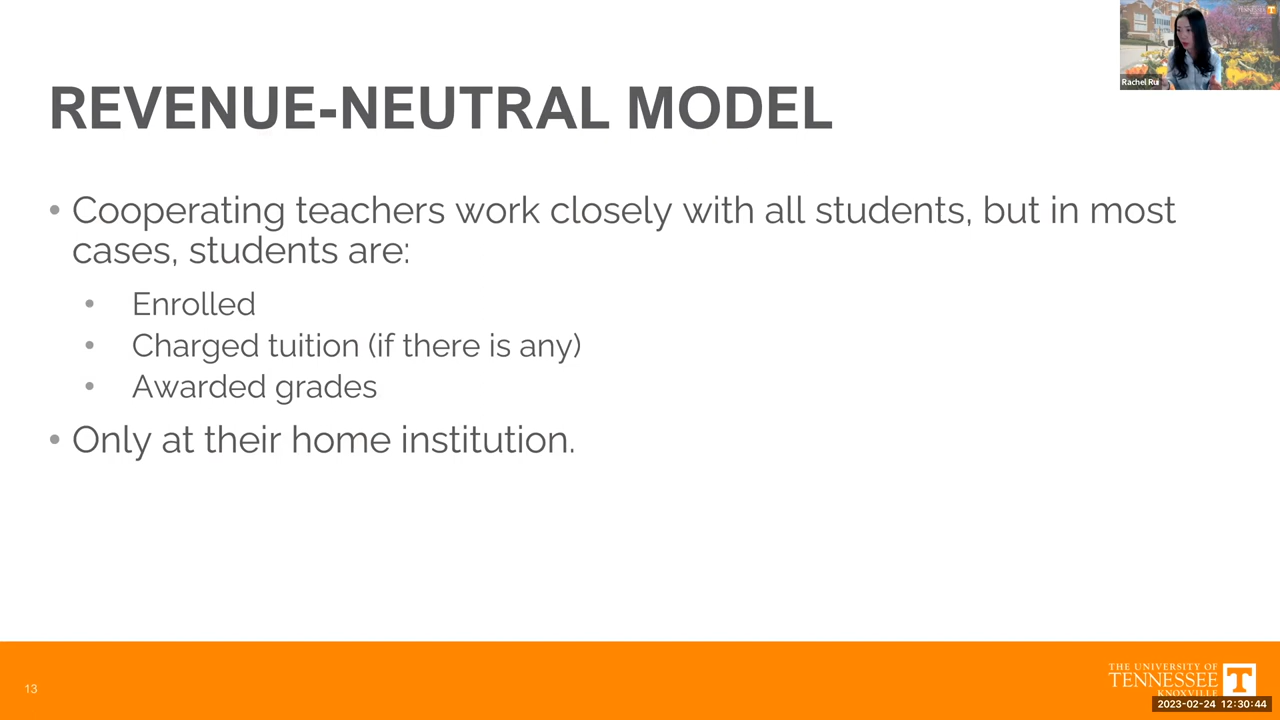 Rachel Rui
REVENUE-NEUTRAL MODEL
• Cooperating teachers work closely with all students, but in most
cases, students are:
• Enrolled
• Charged tuition (if there is any)
• Awarded grades
• Only at their home institution.
13
THE UNIVERSITY OF
TENNESSEE
KNOXVILLE
T
2023-02-24 12:30:44